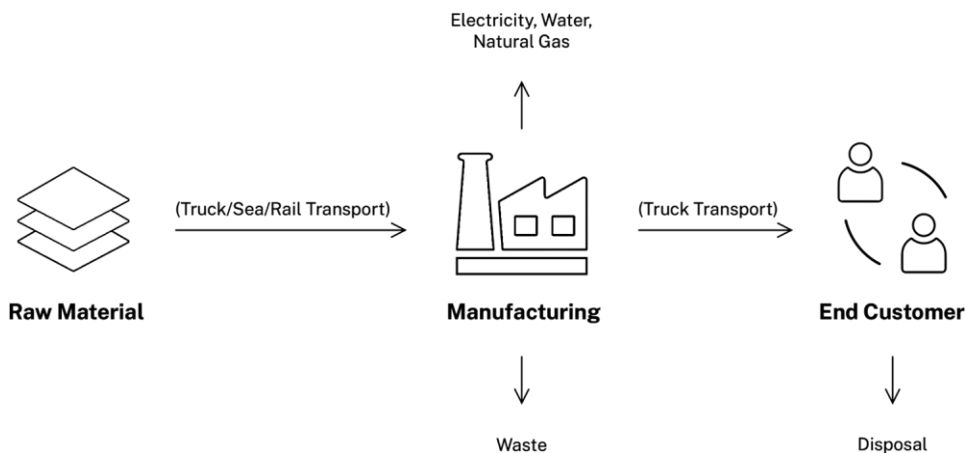 Electricity, Water,
Natural Gas
(Truck/Sea/Rail Transport)
(Truck Transport)
Raw Material
Manufacturing
End Customer
Waste
Disposal